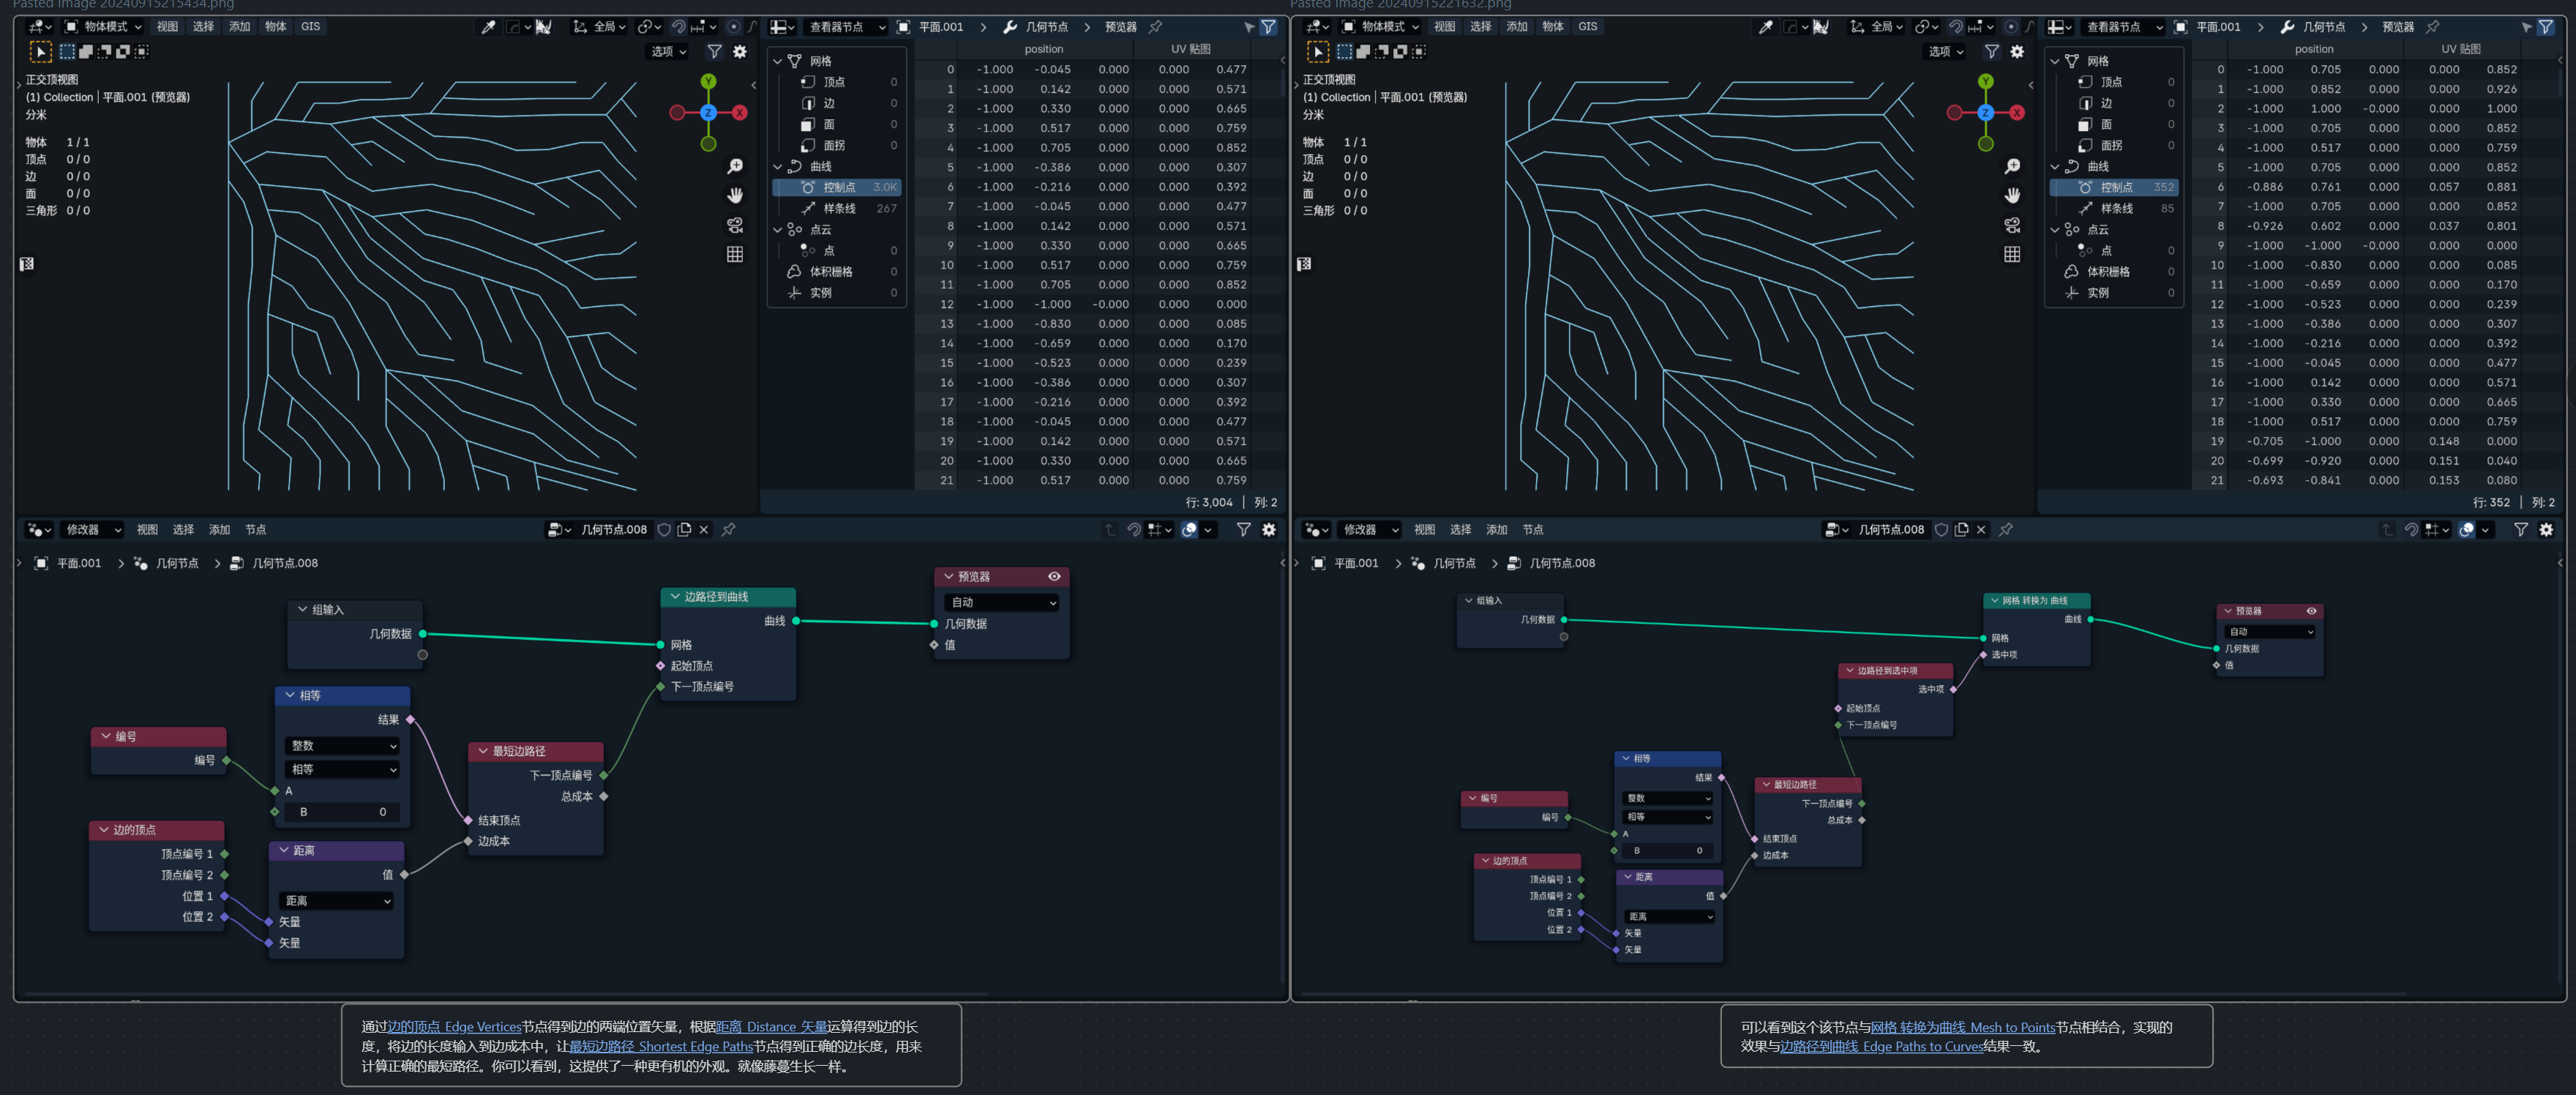 Pasted Image 20240915215434.png
物体模式 视图 选择 添加 物体 GIS 全局
选项
正交顶视图
(1) Collection | 平面.001 (预览器)
分米
物体 1 / 1
顶点 0 / 0
边 0 / 0
面 0 / 0
三角形 0 / 0
Y
X
Z
查看器节点 平面.001 > 几何节点 > 预览器
网格
顶点 0
边 0
面 0
面拐 0
曲线
控制点 3.0K
样条线 267
点云
点 0
体积栅格 0
实例 0
position UV 贴图
0 -1.000 -0.045 0.000 0.000 0.477
1 -1.000 0.142 0.000 0.000 0.571
2 -1.000 0.330 0.000 0.000 0.665
3 -1.000 0.517 0.000 0.000 0.759
4 -1.000 0.705 0.000 0.000 0.852
5 -1.000 -0.386 0.000 0.000 0.307
6 -1.000 -0.216 0.000 0.000 0.392
7 -1.000 -0.045 0.000 0.000 0.477
8 -1.000 0.142 0.000 0.000 0.571
9 -1.000 0.330 0.000 0.000 0.665
10 -1.000 0.517 0.000 0.000 0.759
11 -1.000 0.705 0.000 0.000 0.852
12 -1.000 -1.000 -0.000 0.000 0.000
13 -1.000 -0.830 0.000 0.000 0.085
14 -1.000 -0.659 0.000 0.000 0.170
15 -1.000 -0.523 0.000 0.000 0.239
16 -1.000 -0.386 0.000 0.000 0.307
17 -1.000 -0.216 0.000 0.000 0.392
18 -1.000 -0.045 0.000 0.000 0.477
19 -1.000 0.142 0.000 0.000 0.571
20 -1.000 0.330 0.000 0.000 0.665
21 -1.000 0.517 0.000 0.000 0.759
行: 3,004 | 列: 2
修改器 视图 选择 添加 节点 几何节点.008
平面.001 > 几何节点 > 几何节点.008
组输入
几何数据
边路径到曲线
曲线
网格
起始顶点
下一顶点编号
预览器
自动
几何数据
值
相等
结果
整数
相等
A
B 0
编号
编号
最短边路径
下一顶点编号
总成本
结束顶点
边成本
边的顶点
顶点编号 1
顶点编号 2
位置 1
位置 2
距离
值
距离
矢量
矢量
通过边的顶点 Edge Vertices节点得到边的两端位置矢量，根据距离 Distance 矢量运算得到边的长
度，将边的长度输入到边成本中，让最短边路径 Shortest Edge Paths节点得到正确的边长度，用来
计算正确的最短路径。你可以看到，这提供了一种更有机的外观。就像藤蔓生长一样。
Pasted Image 20240915221632.png
物体模式 视图 选择 添加 物体 GIS 全局
选项
正交顶视图
(1) Collection | 平面.001 (预览器)
分米
物体 1 / 1
顶点 0 / 0
边 0 / 0
面 0 / 0
三角形 0 / 0
Y
X
Z
查看器节点 平面.001 > 几何节点 > 预览器
网格
顶点 0
边 0
面 0
面拐 0
曲线
控制点 352
样条线 85
点云
点 0
体积栅格 0
实例 0
position UV 贴图
0 -1.000 0.705 0.000 0.000 0.852
1 -1.000 0.852 0.000 0.000 0.926
2 -1.000 1.000 -0.000 0.000 1.000
3 -1.000 0.705 0.000 0.000 0.852
4 -1.000 0.517 0.000 0.000 0.759
5 -1.000 0.705 0.000 0.000 0.852
6 -0.886 0.761 0.000 0.057 0.881
7 -1.000 0.705 0.000 0.000 0.852
8 -0.926 0.602 0.000 0.037 0.801
9 -1.000 -1.000 -0.000 0.000 0.000
10 -1.000 -0.830 0.000 0.000 0.085
11 -1.000 -0.659 0.000 0.000 0.170
12 -1.000 -0.523 0.000 0.000 0.239
13 -1.000 -0.386 0.000 0.000 0.307
14 -1.000 -0.216 0.000 0.000 0.392
15 -1.000 -0.045 0.000 0.000 0.477
16 -1.000 0.142 0.000 0.000 0.571
17 -1.000 0.330 0.000 0.000 0.665
18 -1.000 0.517 0.000 0.000 0.759
19 -0.705 -1.000 0.000 0.148 0.000
20 -0.699 -0.920 0.000 0.151 0.040
21 -0.693 -0.841 0.000 0.153 0.080
行: 352 | 列: 2
修改器 视图 选择 添加 节点 几何节点.008
平面.001 > 几何节点 > 几何节点.008
组输入
几何数据
网格 转换为 曲线
曲线
网格
选中项
预览器
自动
几何数据
值
边路径到选中项
选中项
起始顶点
下一顶点编号
相等
结果
整数
相等
A
B 0
编号
编号
最短边路径
下一顶点编号
总成本
结束顶点
边成本
边的顶点
顶点编号 1
顶点编号 2
位置 1
位置 2
距离
值
距离
矢量
矢量
可以看到这个该节点与网格 转换为曲线 Mesh to Points节点相结合，实现的
效果与边路径到曲线 Edge Paths to Curves结果一致。